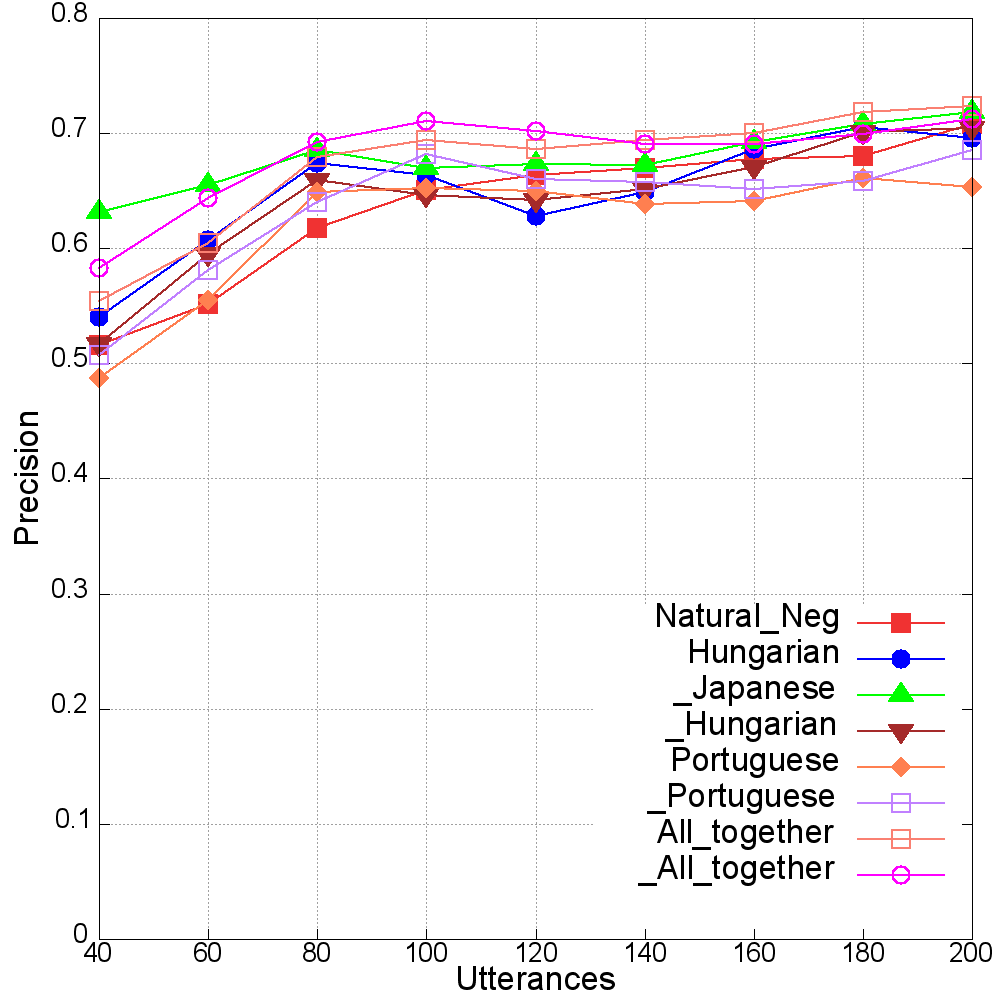 0.8
0.7
0.6
0.5
0.4
0.3
0.2
0.1
0
Precision
Natural_Neg
Hungarian
_Japanese
_Hungarian
Portuguese
_Portuguese
All_together
_All_together
40 60 80 100 120 140 160 180 200
Utterances